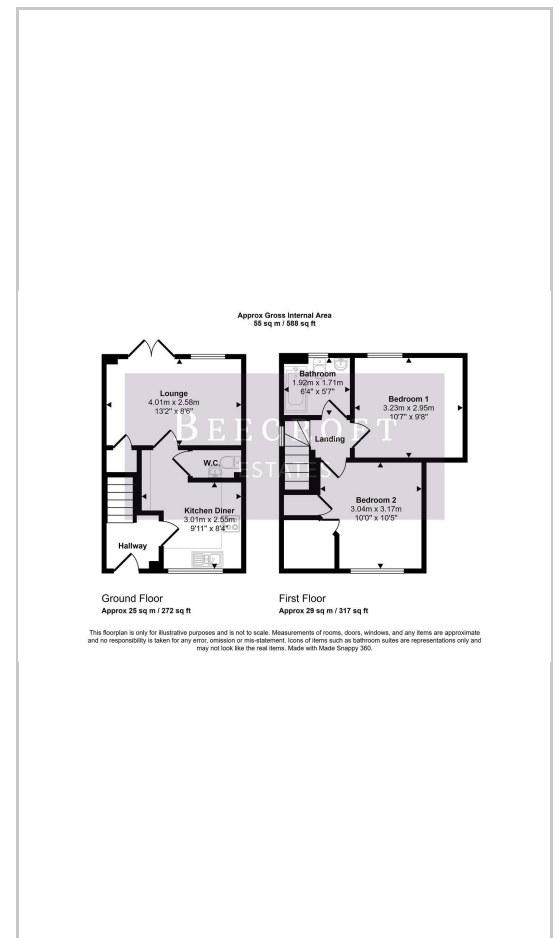 Approx Gross Internal Area
55 sq m / 588 sq ft
Lounge
4.01m x 2.58m
13'2" x 8'6"
W.C.
Kitchen Diner
3.01m x 2.55m
9'11" x 8'4"
Hallway
Bathroom
1.92m x 1.71m
6'4" x 5'7"
Bedroom 1
3.23m x 2.95m
10'7" x 9'8"
Landing
Bedroom 2
3.04m x 3.17m
10'0" x 10'5"
BEECROFT
ESTATES
Ground Floor
Approx 25 sq m / 272 sq ft
First Floor
Approx 29 sq m / 317 sq ft
This floorplan is only for illustrative purposes and is not to scale. Measurements of rooms, doors, windows, and any items are approximate
and no responsibility is taken for any error, omission or mis-statement. Icons of items such as bathroom suites are representations only and
may not look like the real items. Made with Made Snappy 360.